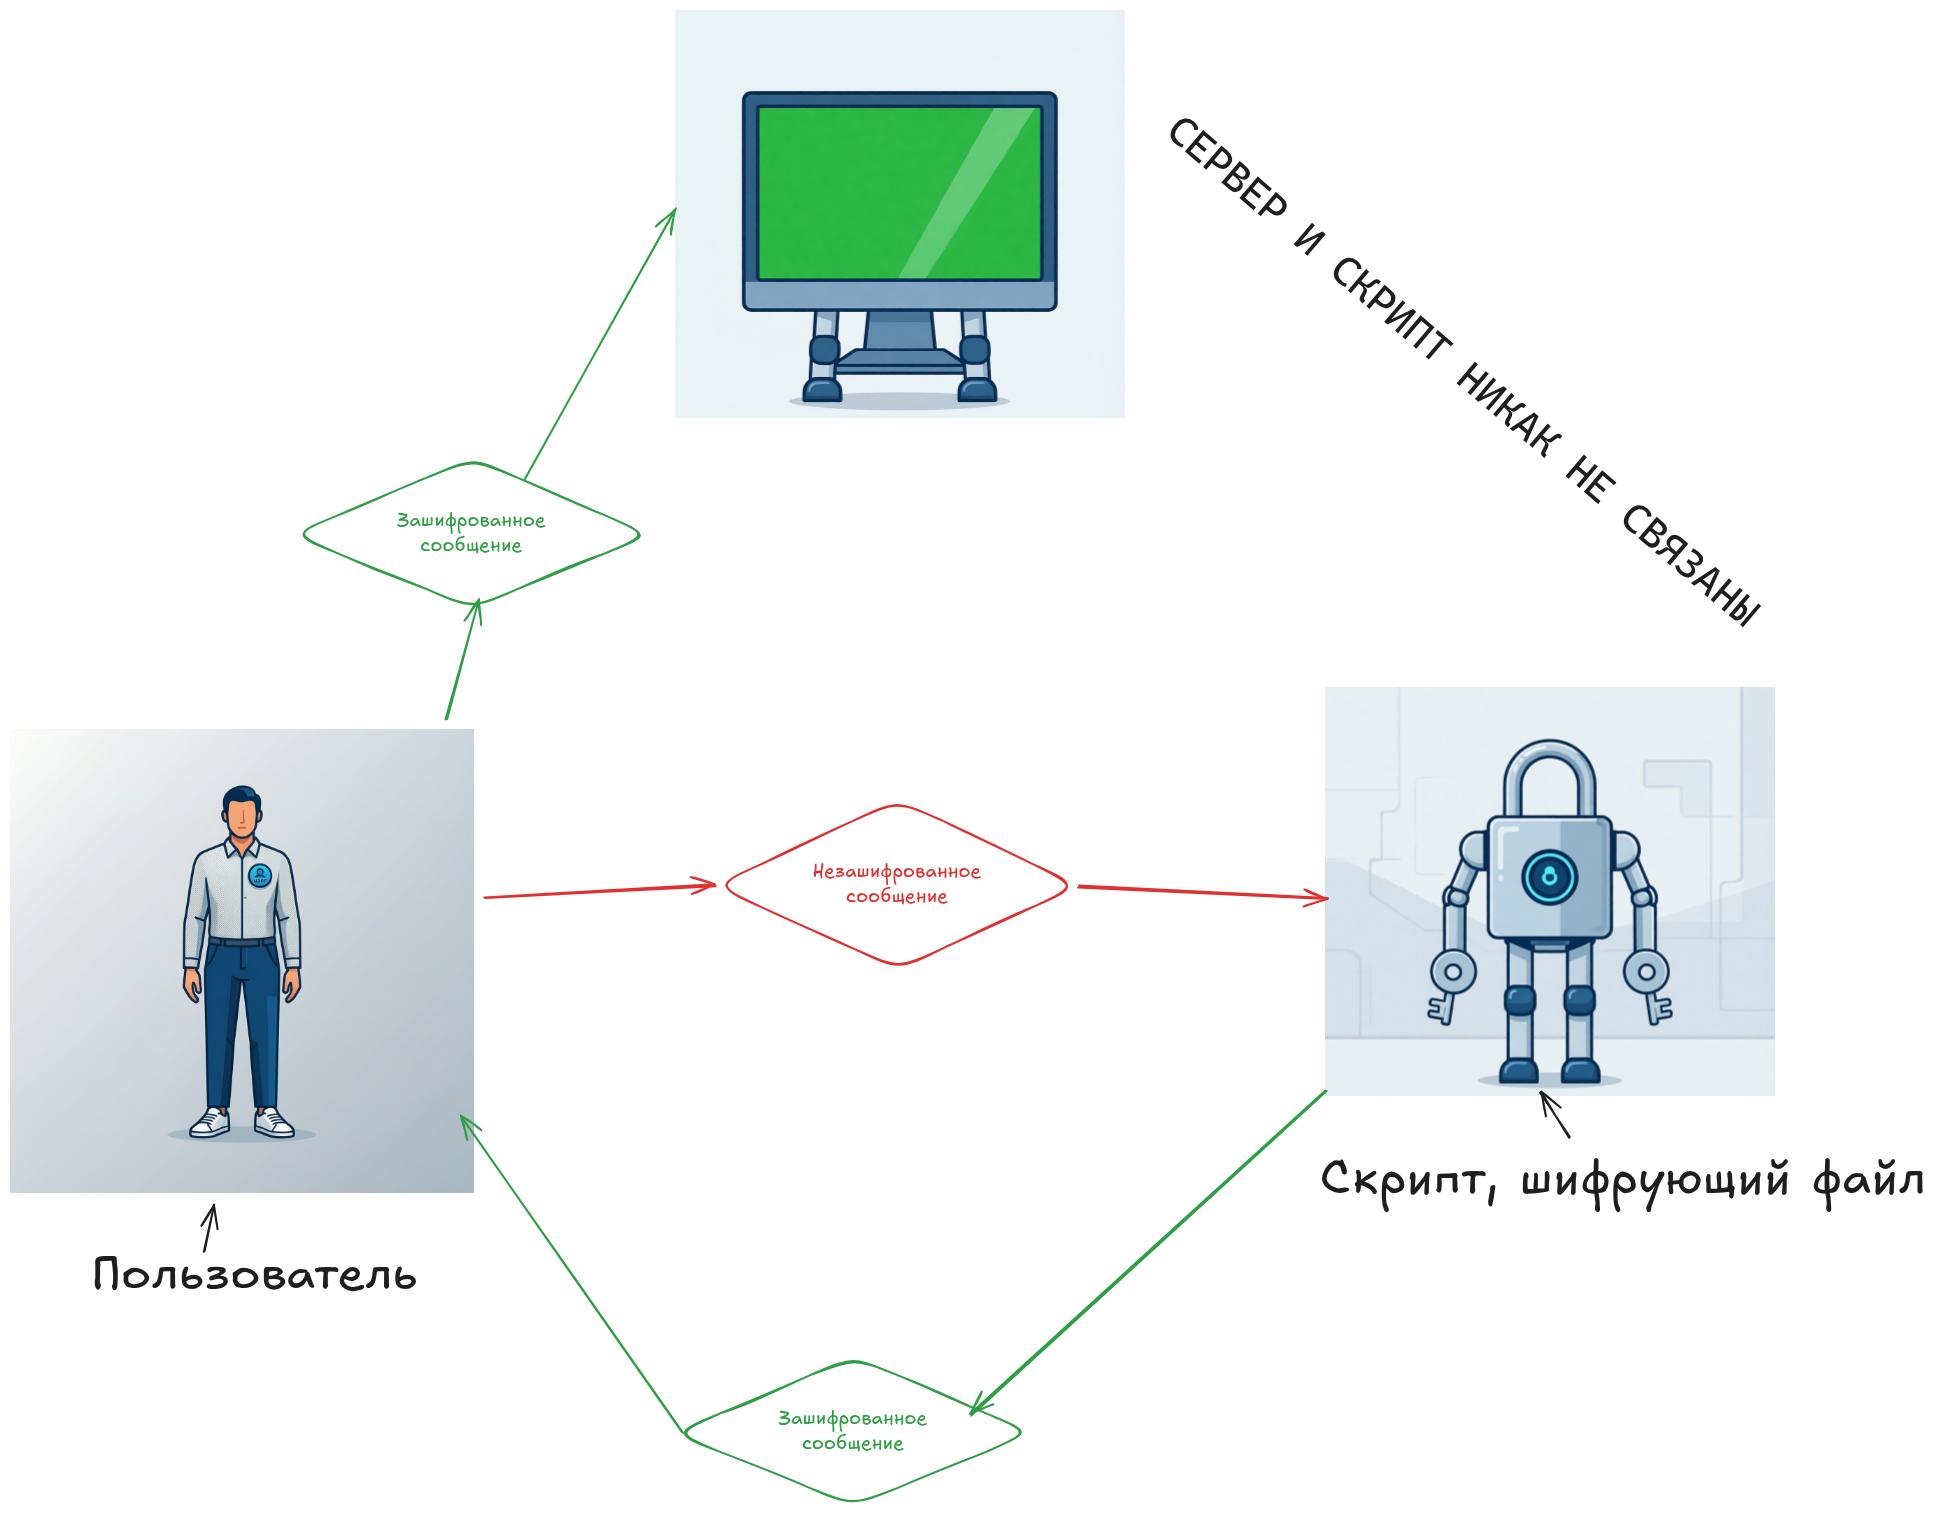 СЕРВЕР И СКРИПТ НИКАК НЕ СВЯЗАНЫ
Зашифрованное
сообщение
Незашифрованное
сообщение
Скрипт, шифрующий файл
Пользователь
Зашифрованное
сообщение